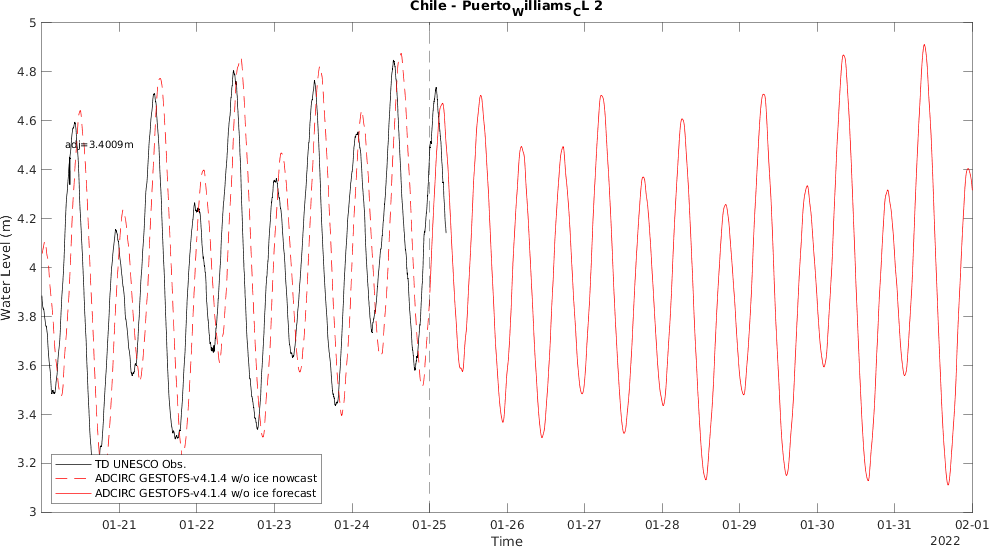 Chile - PuertoWilliamsCL 2
5
4.8
4.6
4.4
4.2
4
3.8
3.6
3.4
3.2
3
Water Level (m)
adj=3.4009m
TD UNESCO Obs.
ADCIRC GESTOFS-v4.1.4 w/o ice nowcast
ADCIRC GESTOFS-v4.1.4 w/o ice forecast
01-21 01-22 01-23 01-24 01-25 01-26 01-27 01-28 01-29 01-30 01-31 02-01
Time
2022